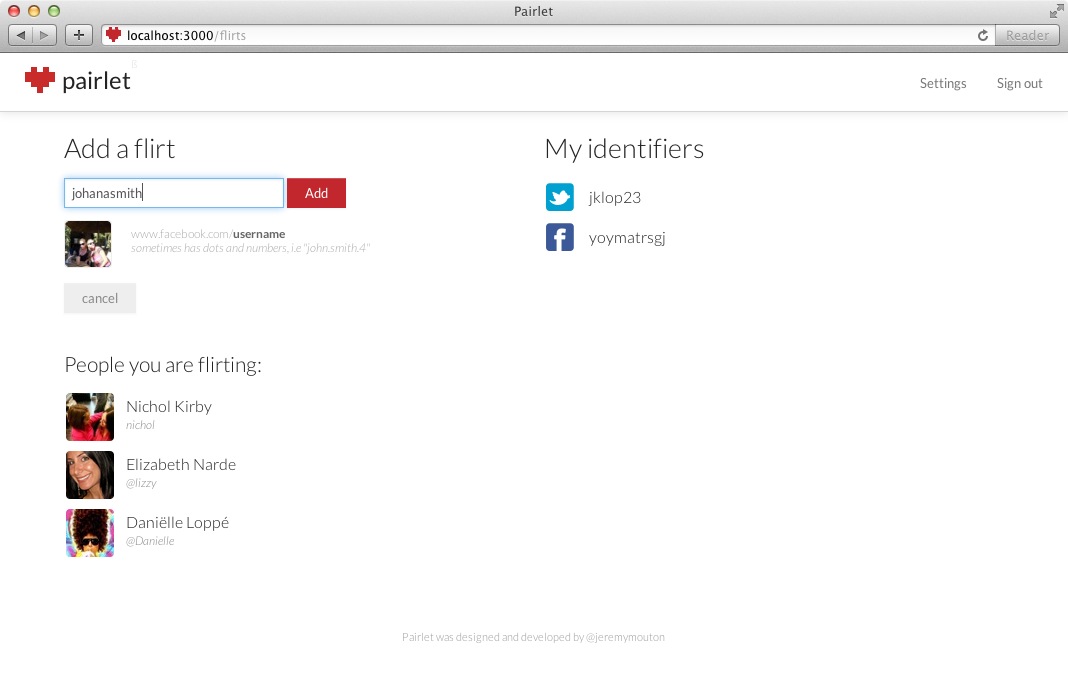 Pairlet
localhost:3000/flirts
Reader
pairlet
Settings
Sign out
Add a flirt
johanasmith
Add
www.facebook.com/username
sometimes has dots and numbers, i.e "john.smith.4"
cancel
People you are flirting:
Nichol Kirby
nichol
Elizabeth Narde
@lizzy
Daniëlle Loppé
@Danielle
My identifiers
jklop23
yoymatrsgj
Pairlet was designed and developed by @jeremymouton